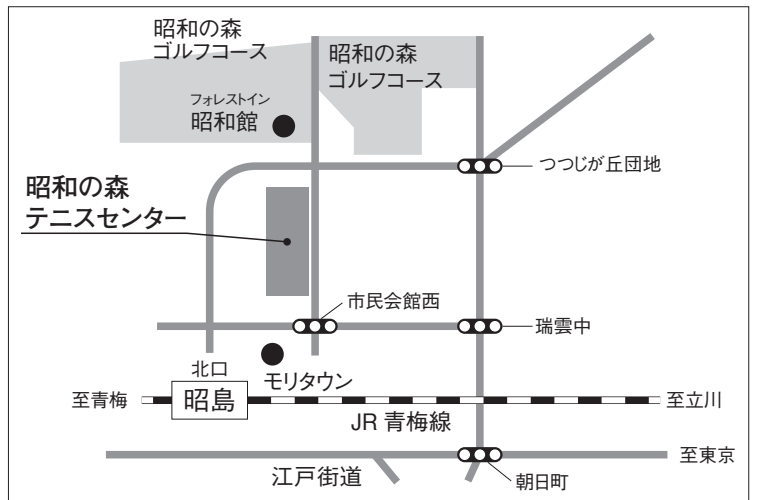 昭和の森
ゴルフコース
昭和の森
ゴルフコース
フォレストイン
昭和館
つつじが丘団地
昭和の森
テニスセンター
市民会館西
瑞雲中
北口
モリタウン
至青梅
昭島
至立川
JR 青梅線
至東京
江戸街道
朝日町